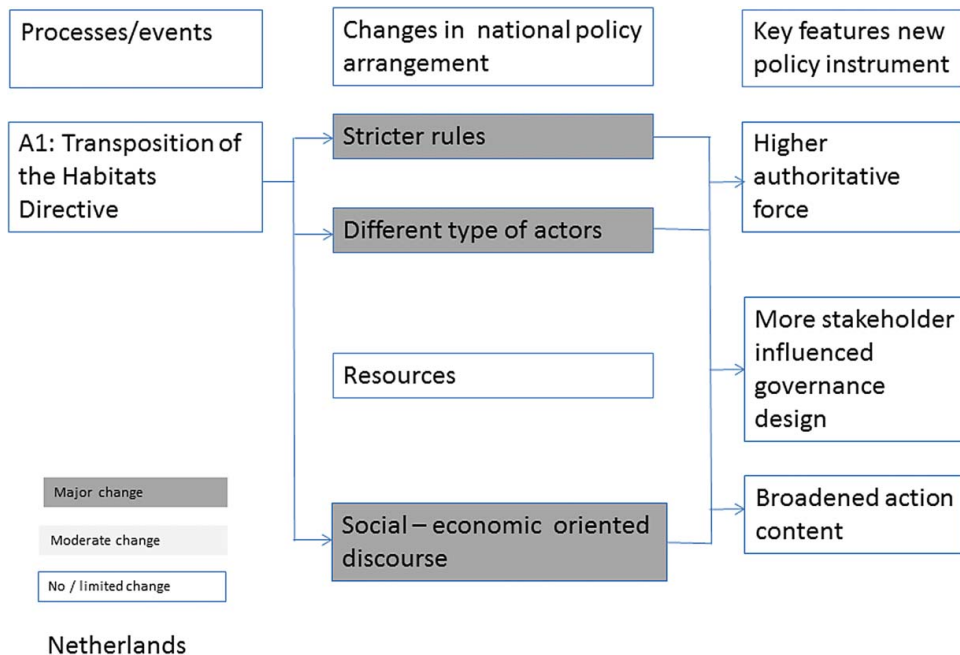 Processes/events
Changes in national policy
arrangement
Key features new
policy instrument
A1: Transposition of
the Habitats
Directive
Stricter rules
Different type of actors
Resources
Social – economic oriented
discourse
Higher
authoritative
force
More stakeholder
influenced
governance
design
Broadened action
content
Major change
Moderate change
No / limited change
Netherlands